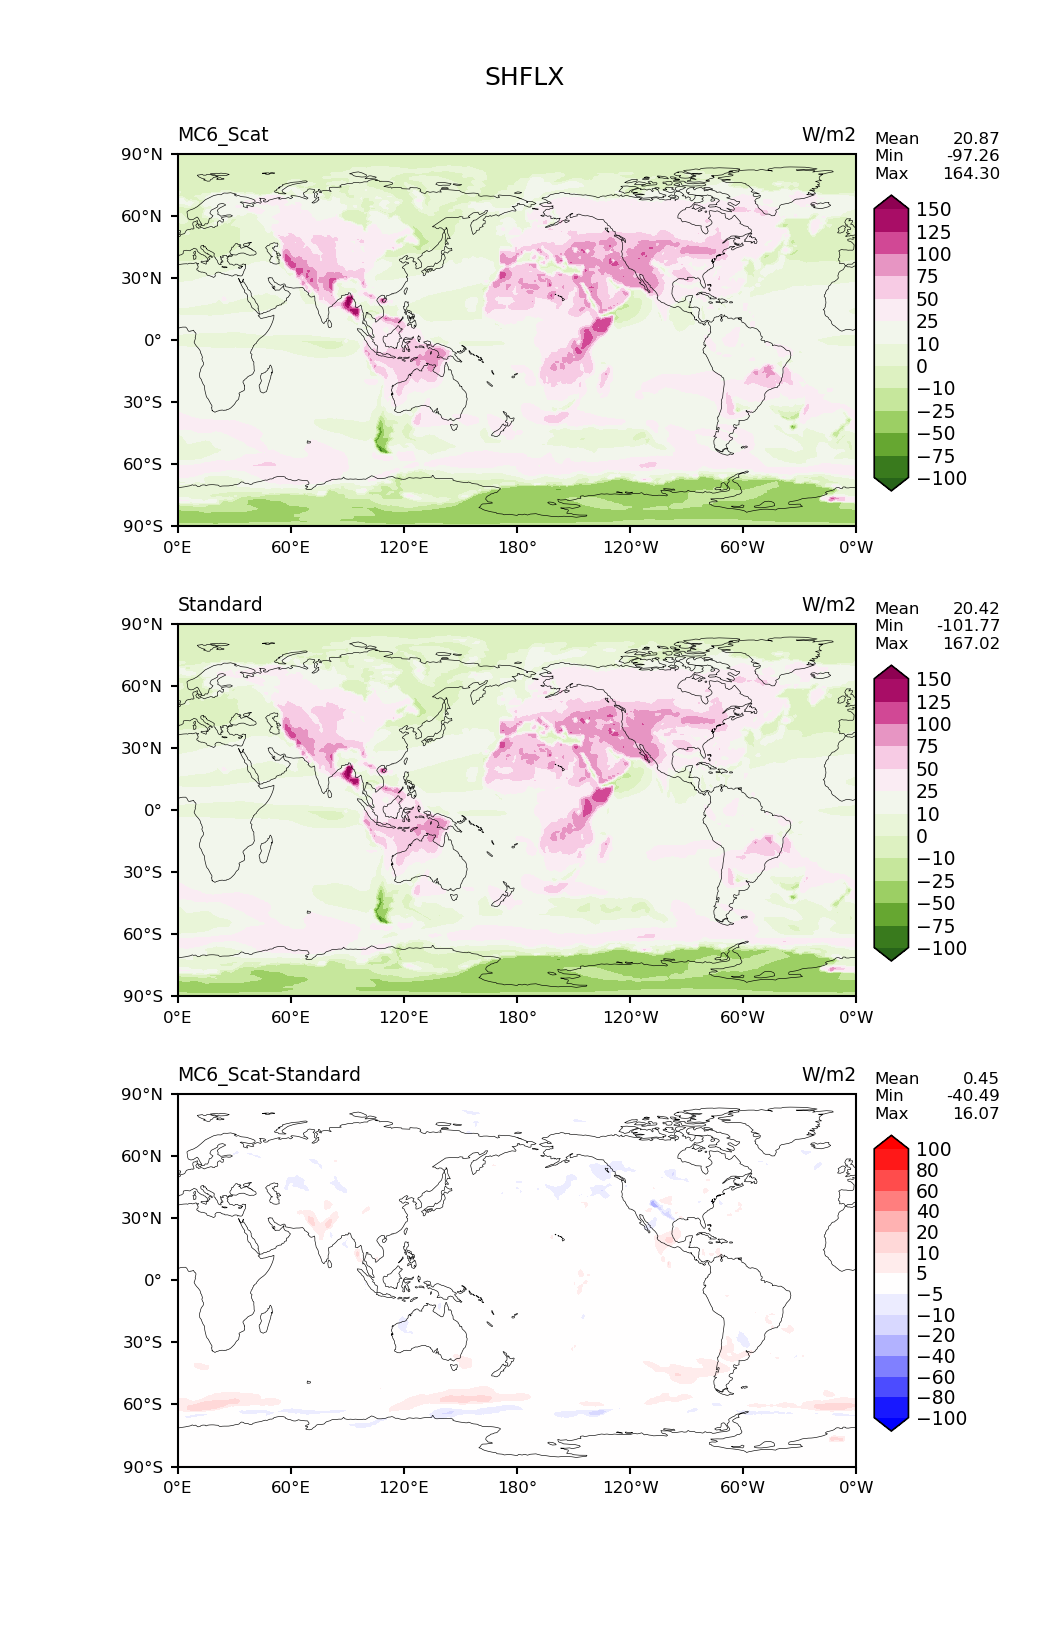 SHFLX
MC6_Scat W/m2
Mean 20.87
Min -97.26
Max 164.30
90°N
60°N
30°N
0°
30°S
60°S
90°S
0°E 60°E 120°E 180° 120°W 60°W 0°W
150
125
100
75
50
25
10
0
−10
−25
−50
−75
−100
Standard W/m2
Mean 20.42
Min -101.77
Max 167.02
90°N
60°N
30°N
0°
30°S
60°S
90°S
0°E 60°E 120°E 180° 120°W 60°W 0°W
150
125
100
75
50
25
10
0
−10
−25
−50
−75
−100
MC6_Scat-Standard W/m2
Mean 0.45
Min -40.49
Max 16.07
90°N
60°N
30°N
0°
30°S
60°S
90°S
0°E 60°E 120°E 180° 120°W 60°W 0°W
100
80
60
40
20
10
5
−5
−10
−20
−40
−60
−80
−100